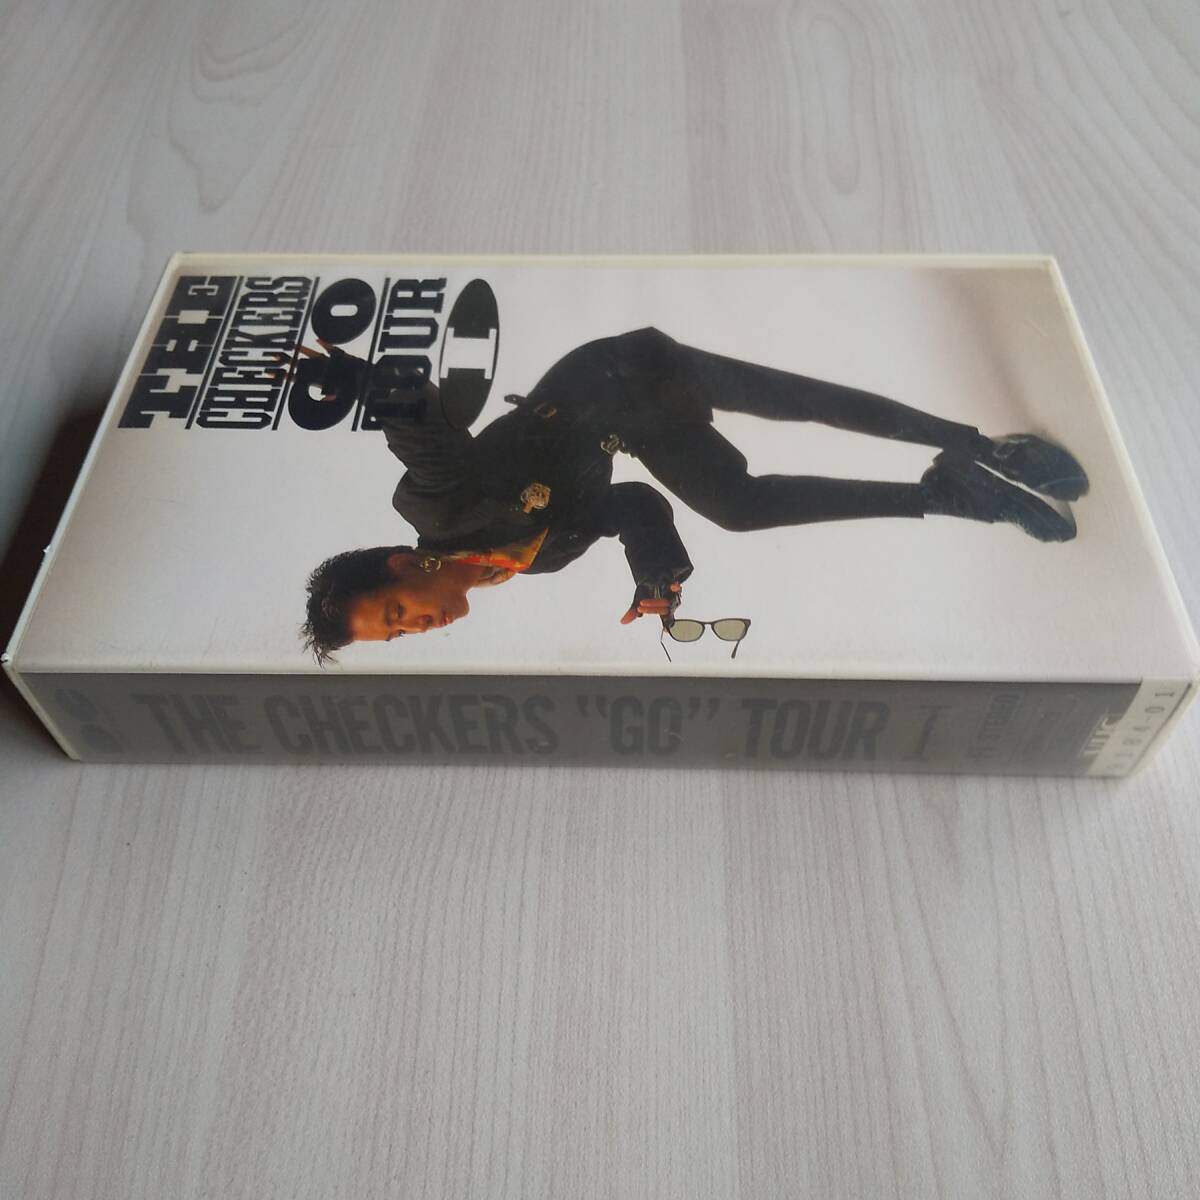 THE
CHECKERS
GO
TOUR
I
THE CHECKERS "GO" TOUR I